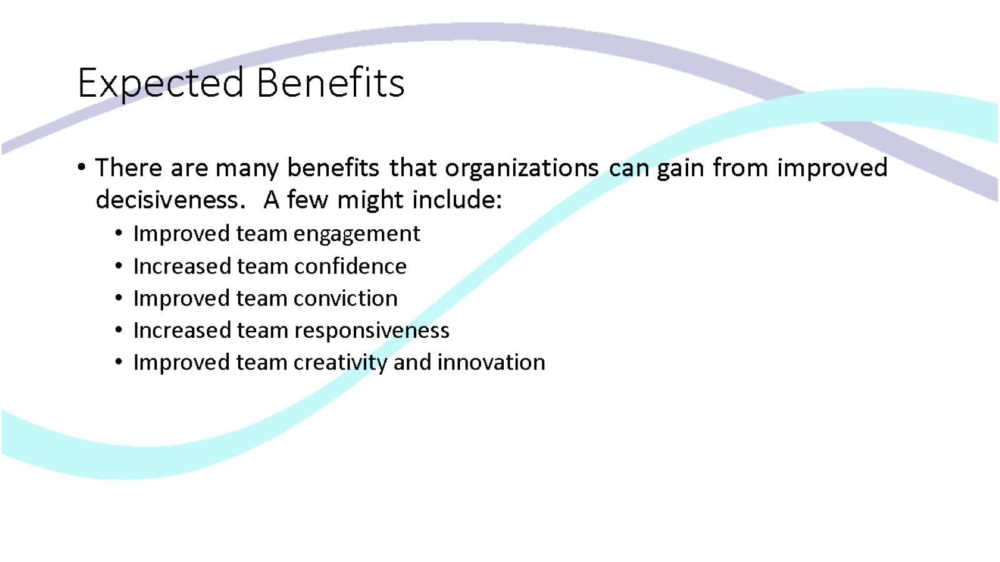 Expected Benefits
• There are many benefits that organizations can gain from improved
decisiveness.  A few might include:
• Improved team engagement
• Increased team confidence
• Improved team conviction
• Increased team responsiveness
• Improved team creativity and innovation